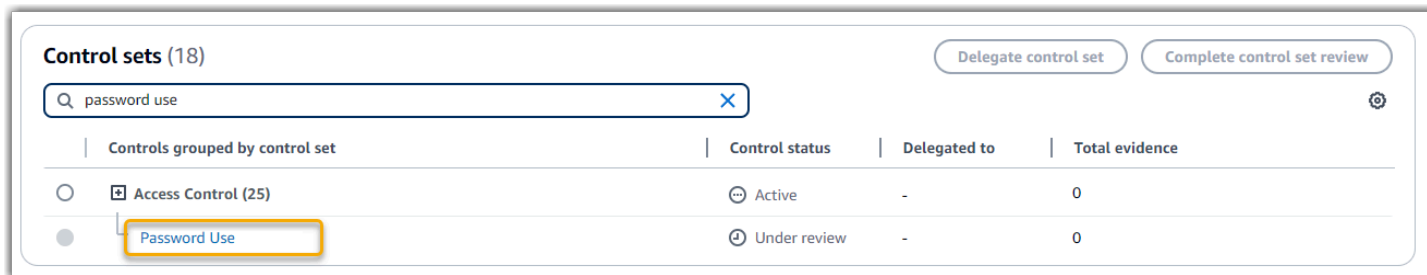 Control sets (18)
Delegate control set
Complete control set review
password use
Controls grouped by control set
Control status
Delegated to
Total evidence
Access Control (25)
Active
-
0
Password Use
Under review
-
0